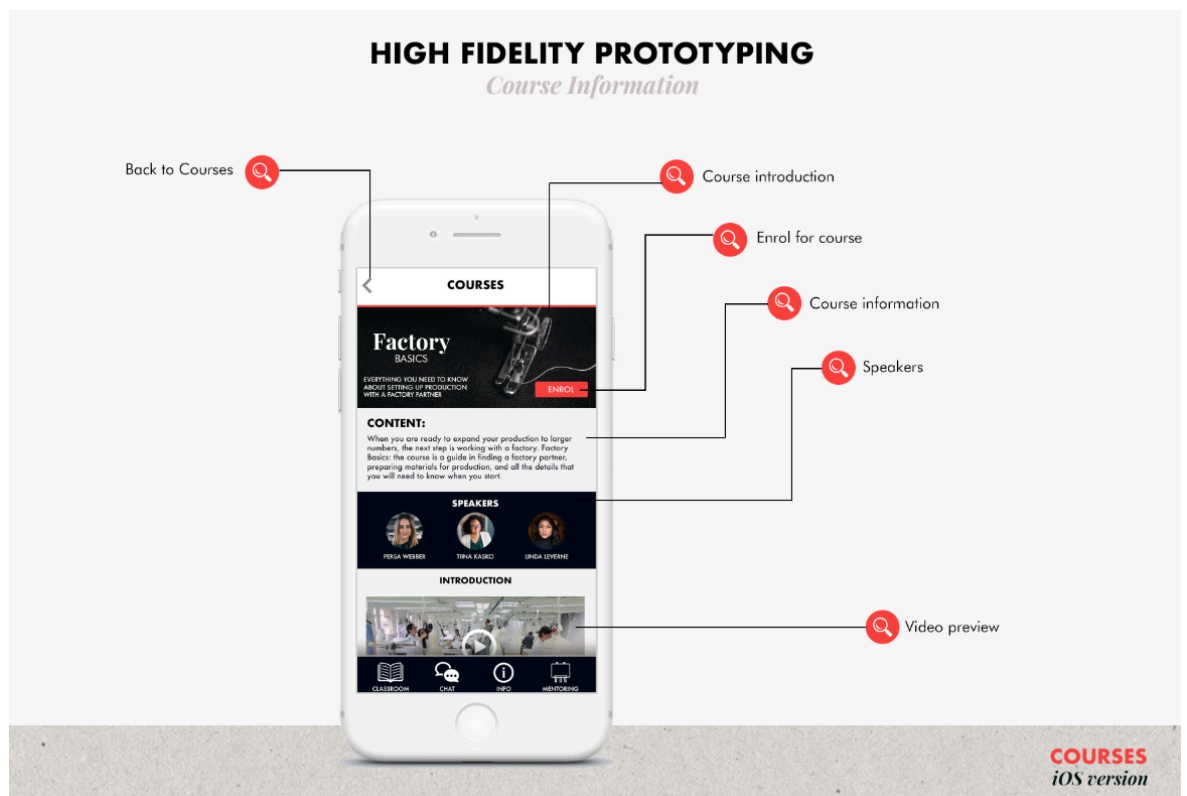 HIGH FIDELITY PROTOTYPING
Course Information
Back to Courses
Course introduction
Enrol for course
Course information
Speakers
COURSES
Factory
BASICS
EVERYTHING YOU NEED TO KNOW
ABOUT SETTING UP PRODUCTION
WITH A FACTORY PARTNER
ENROL
CONTENT:
When you are ready to expand your production to larger
numbers, the next step is working with a factory. Factory
Basics: the course is a guide in finding a factory partner,
preparing materials for production, and all the details that
you will need to know when you start.
SPEAKERS
PERSA WEBBER
TIINA KASKO
LINDA LEVERNE
INTRODUCTION
Video preview
CLASSROOM
CHAT
INFO
MENTORING
COURSES
iOS version